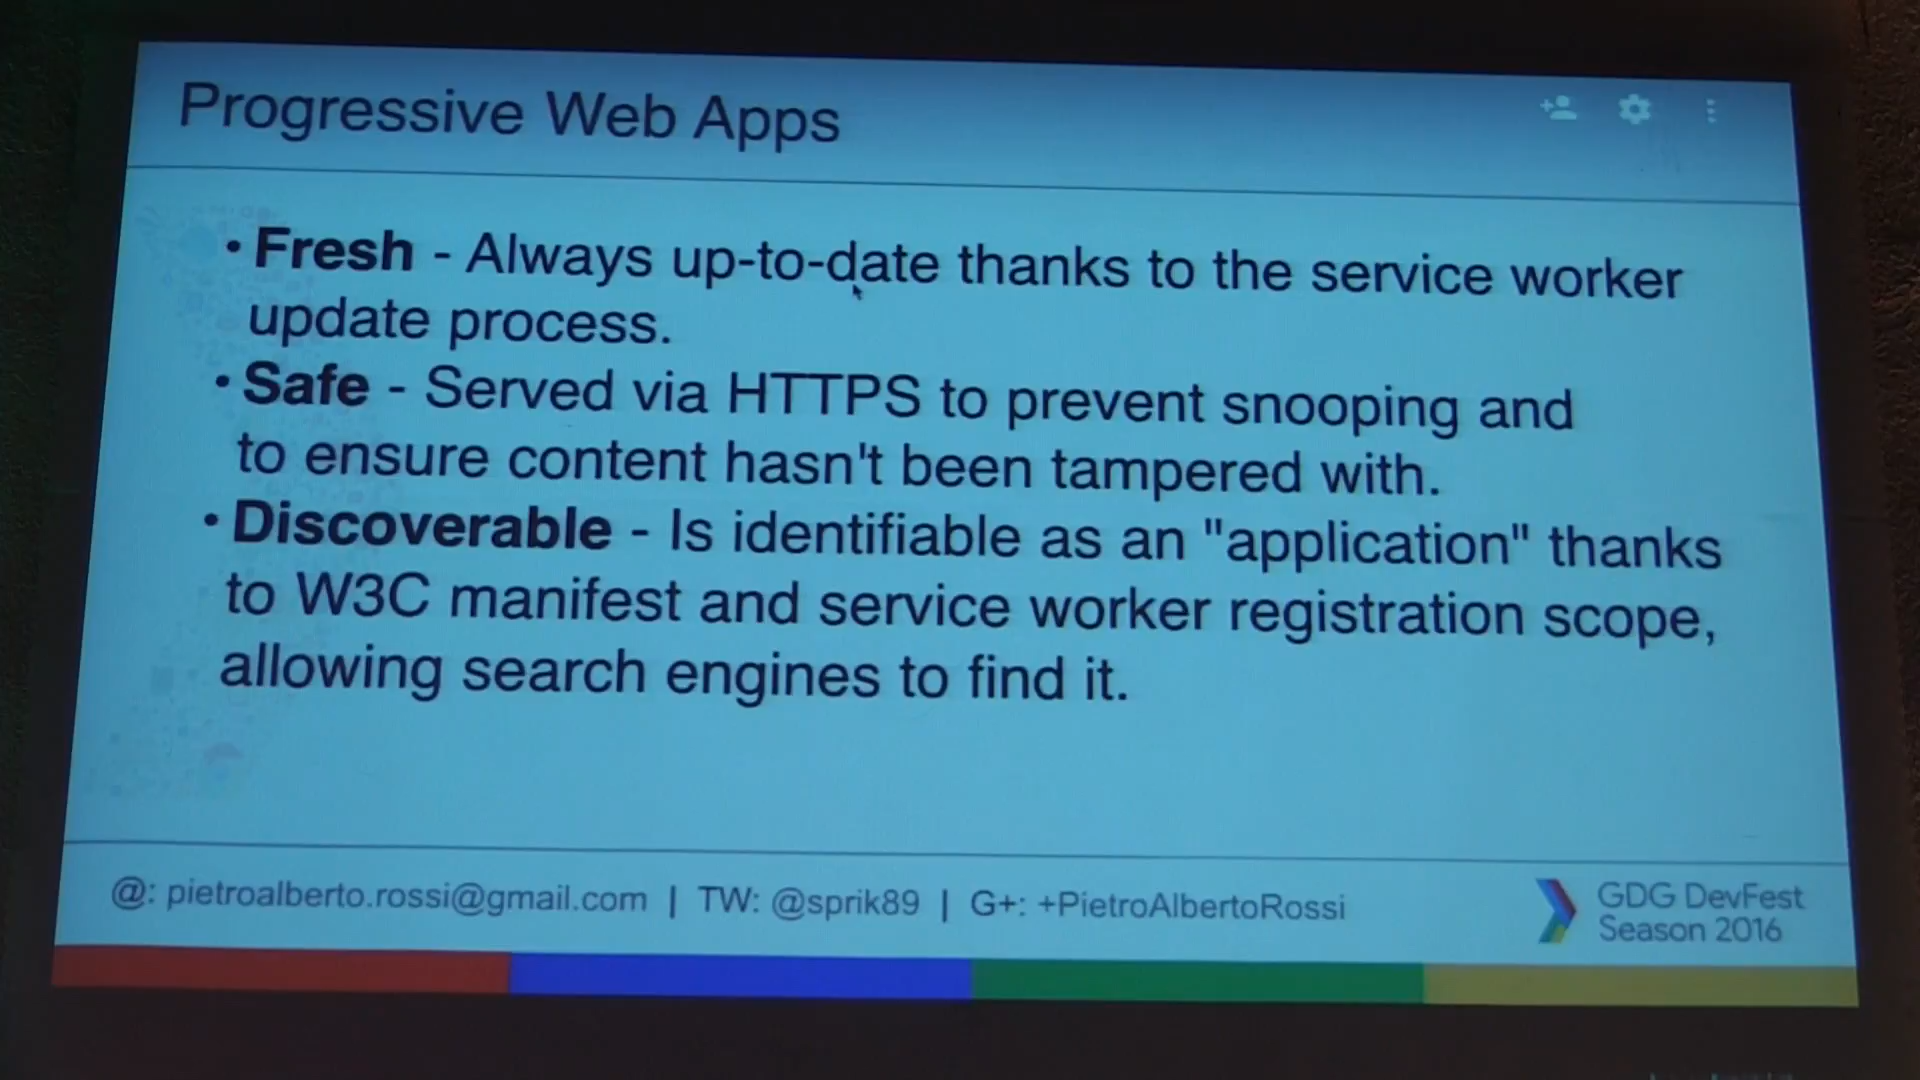 Progressive Web Apps
• Fresh - Always up-to-date thanks to the service worker
update process.
• Safe - Served via HTTPS to prevent snooping and
to ensure content hasn't been tampered with.
• Discoverable - Is identifiable as an "application" thanks
to W3C manifest and service worker registration scope,
allowing search engines to find it.
@: pietroalberto.rossi@gmail.com | TW: @sprik89 | G+: +PietroAlbertoRossi
GDG DevFest
Season 2016